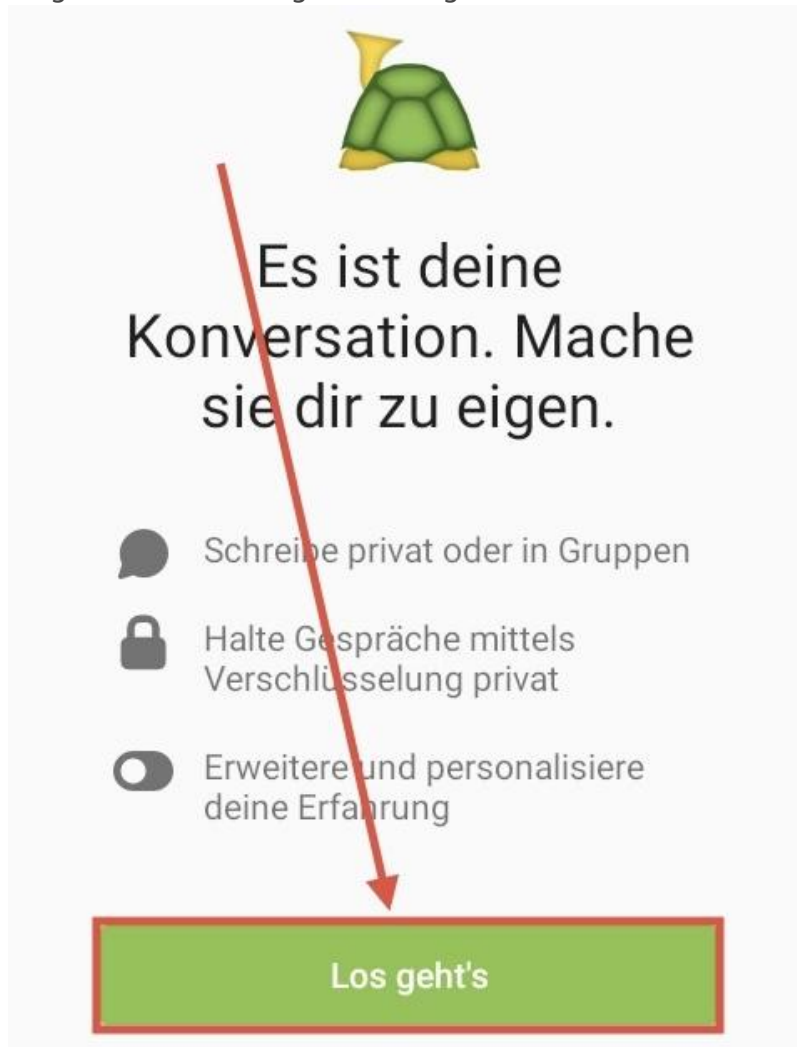 Es ist deine
Konversation. Mache
sie dir zu eigen.
Schreibe privat oder in Gruppen
Halte Gespräche mittels
Verschlüsselung privat
Erweitere und personalisiere
deine Erfahrung
Los geht's